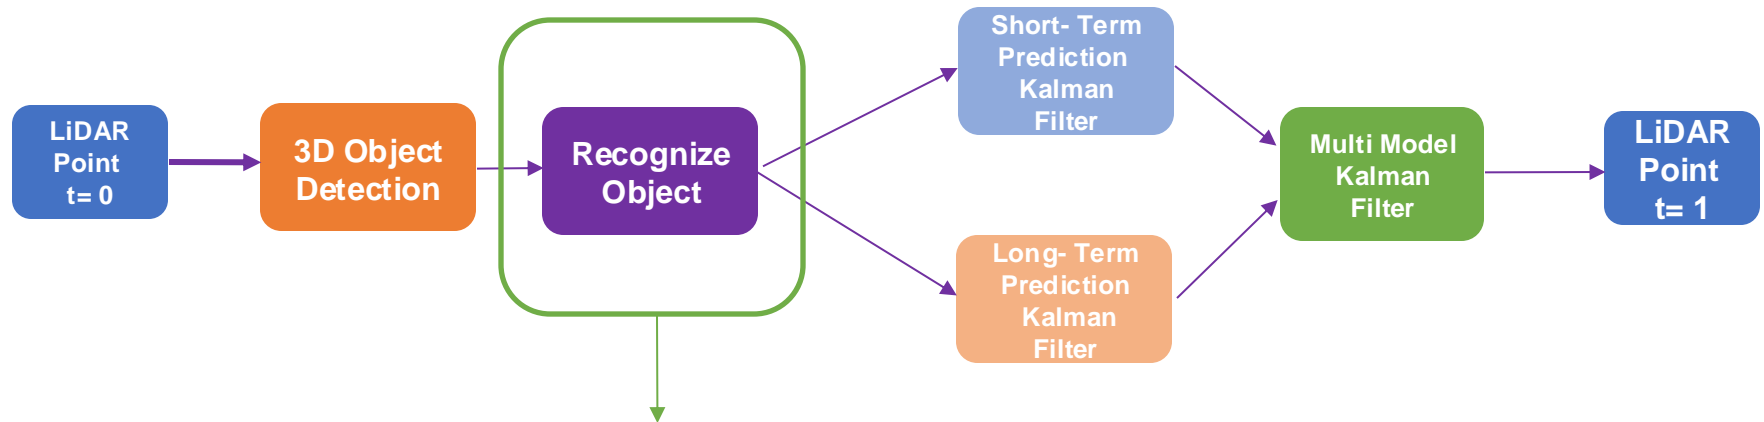 LiDAR
Point
t= 0
3D Object
Detection
Recognize
Object
Short- Term
Prediction
Kalman
Filter
Long- Term
Prediction
Kalman
Filter
Multi Model
Kalman
Filter
LiDAR
Point
t= 1